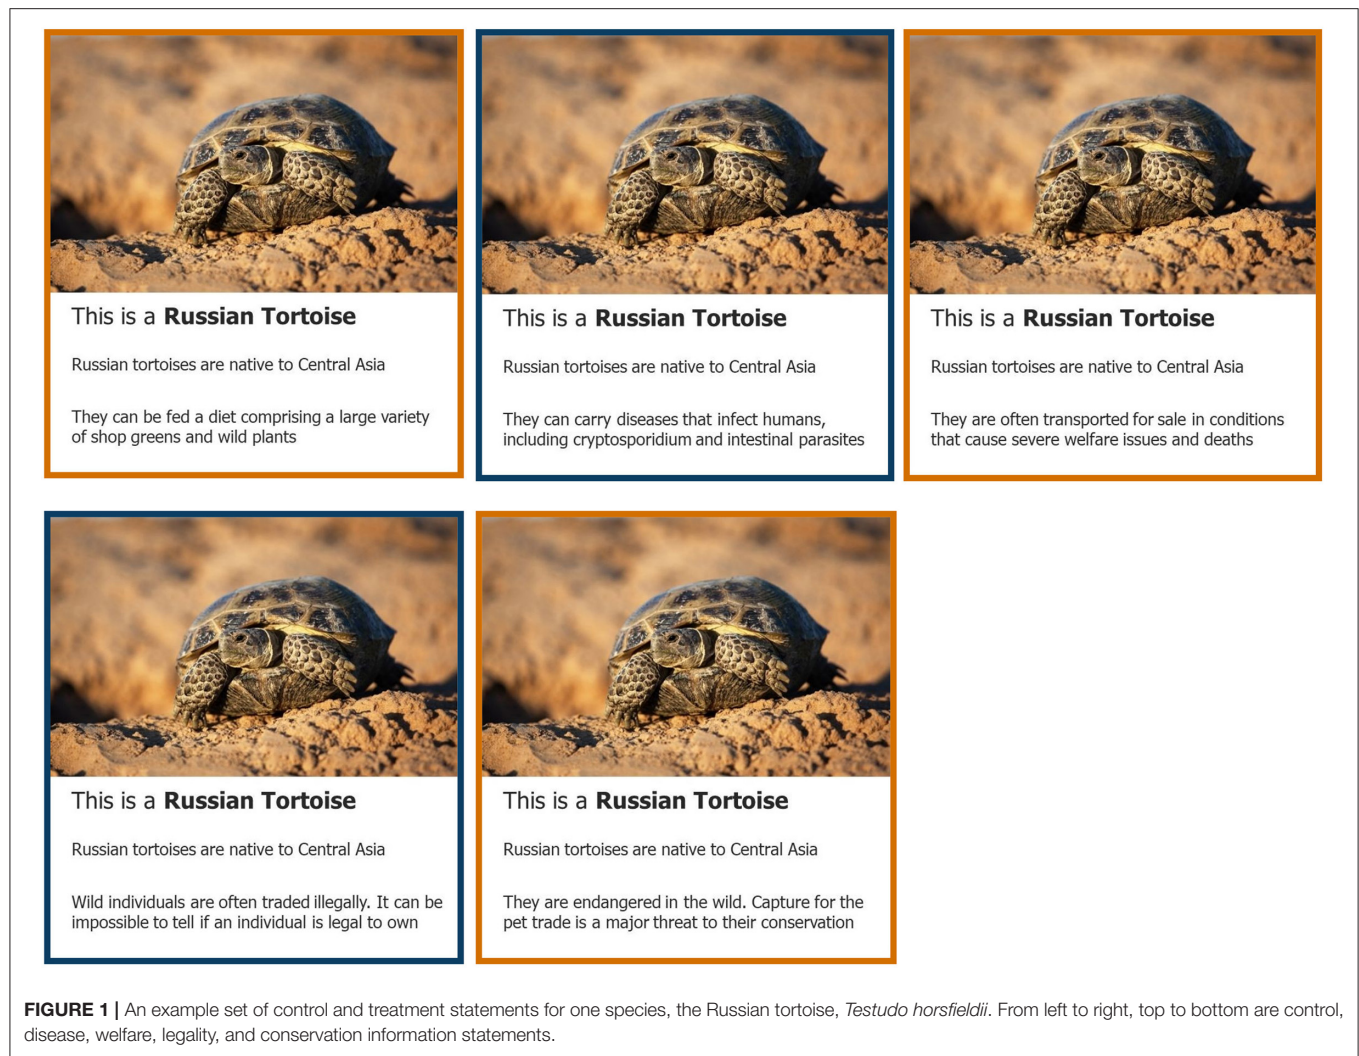 This is a Russian Tortoise
Russian tortoises are native to Central Asia
They can be fed a diet comprising a large variety
of shop greens and wild plants
This is a Russian Tortoise
Russian tortoises are native to Central Asia
They can carry diseases that infect humans,
including cryptosporidium and intestinal parasites
This is a Russian Tortoise
Russian tortoises are native to Central Asia
They are often transported for sale in conditions
that cause severe welfare issues and deaths
This is a Russian Tortoise
Russian tortoises are native to Central Asia
Wild individuals are often traded illegally. It can be
impossible to tell if an individual is legal to own
This is a Russian Tortoise
Russian tortoises are native to Central Asia
They are endangered in the wild. Capture for the
pet trade is a major threat to their conservation
FIGURE 1 | An example set of control and treatment statements for one species, the Russian tortoise, Testudo horsfieldii. From left to right, top to bottom are control,
disease, welfare, legality, and conservation information statements.